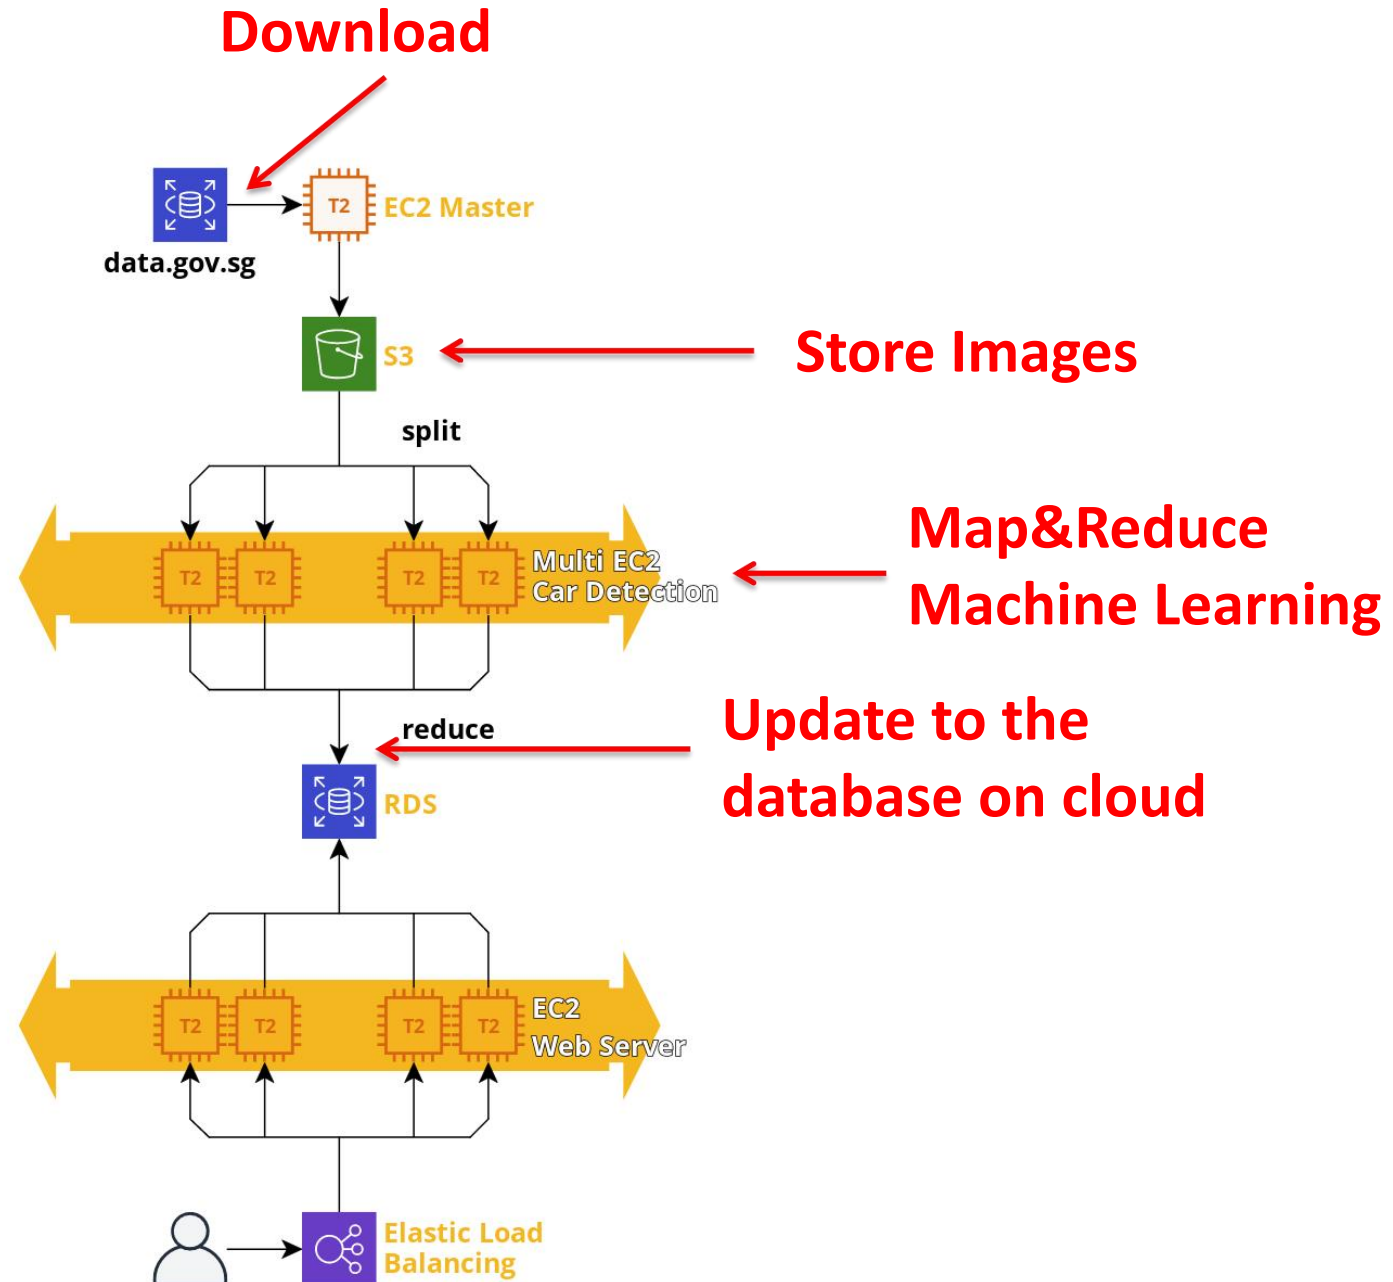 Download
T2
EC2 Master
data.gov.sg
S3
Store Images
split
Map&Reduce
Machine Learning
T2
T2
T2
T2
Multi EC2
Car Detection
reduce
Update to the
database on cloud
RDS
T2
T2
T2
T2
EC2
Web Server
Elastic Load
Balancing